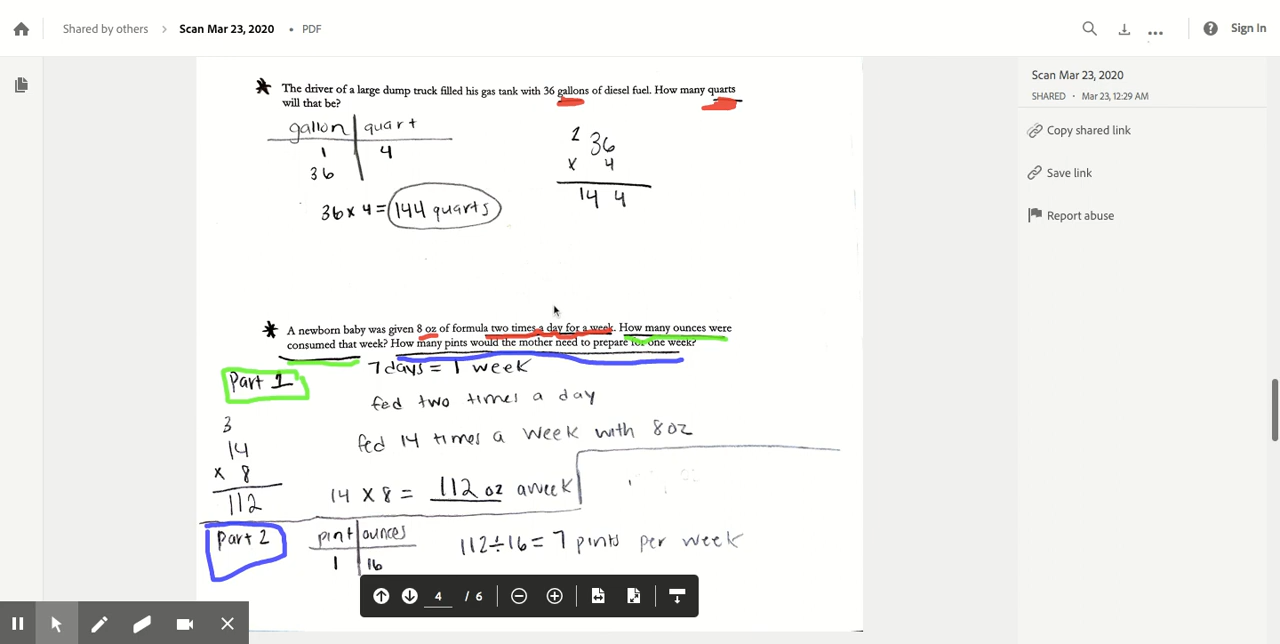 Shared by others > Scan Mar 23, 2020 • PDF
Sign In
Scan Mar 23, 2020
SHARED • Mar 23, 12:29 AM
Copy shared link
Save link
Report abuse
* The driver of a large dump truck filled his gas tank with 36 gallons of diesel fuel. How many quarts
will that be?
gallon | quart
1 | 4
36
36 x 4 = 144 quarts
2
36
x 4
144
* A newborn baby was given 8 oz of formula two times a day for a week. How many ounces were
consumed that week? How many pints would the mother need to prepare for one week?
Part 1
7 days = 1 week
fed two times a day
fed 14 times a week with 8oz
3
14
x 8
112
14 x 8 = 112 oz a week
Part 2
pint | ounces
1 | 16
112÷16= 7 pints per week
4 / 6